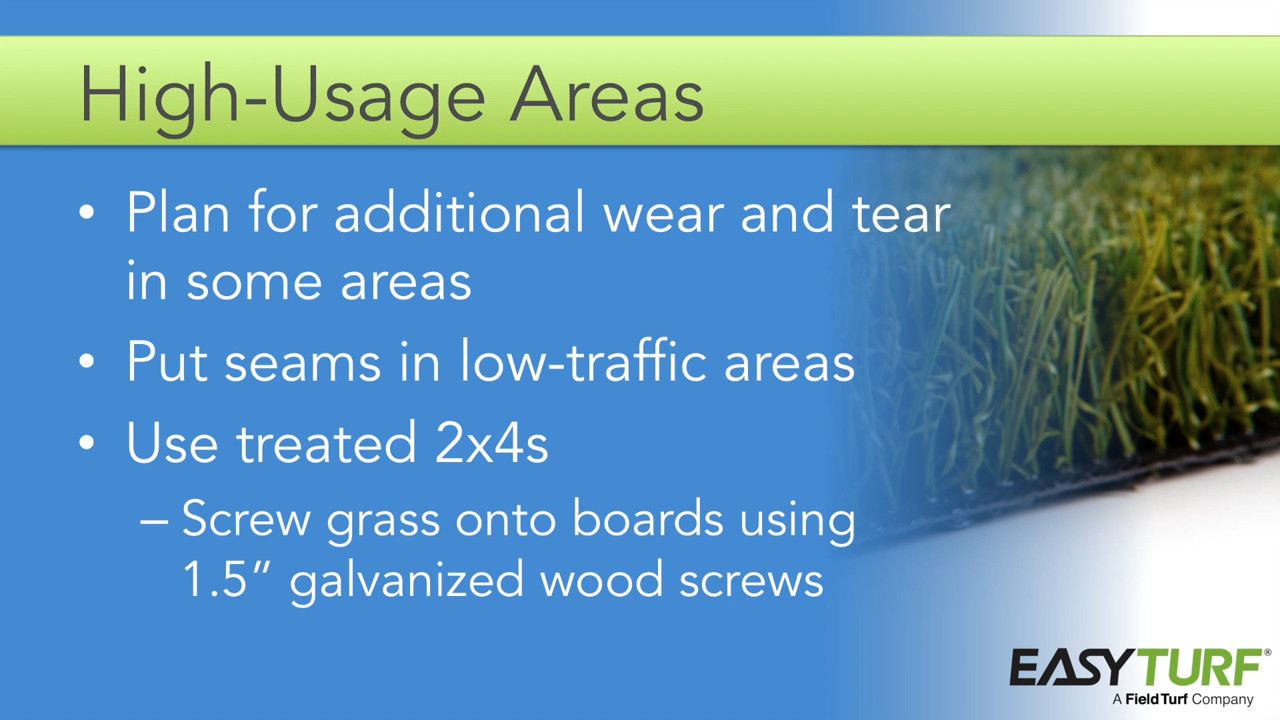 High-Usage Areas
• Plan for additional wear and tear
in some areas
• Put seams in low-traffic areas
• Use treated 2x4s
– Screw grass onto boards using
1.5” galvanized wood screws
EASYTURF®
A FieldTurf Company